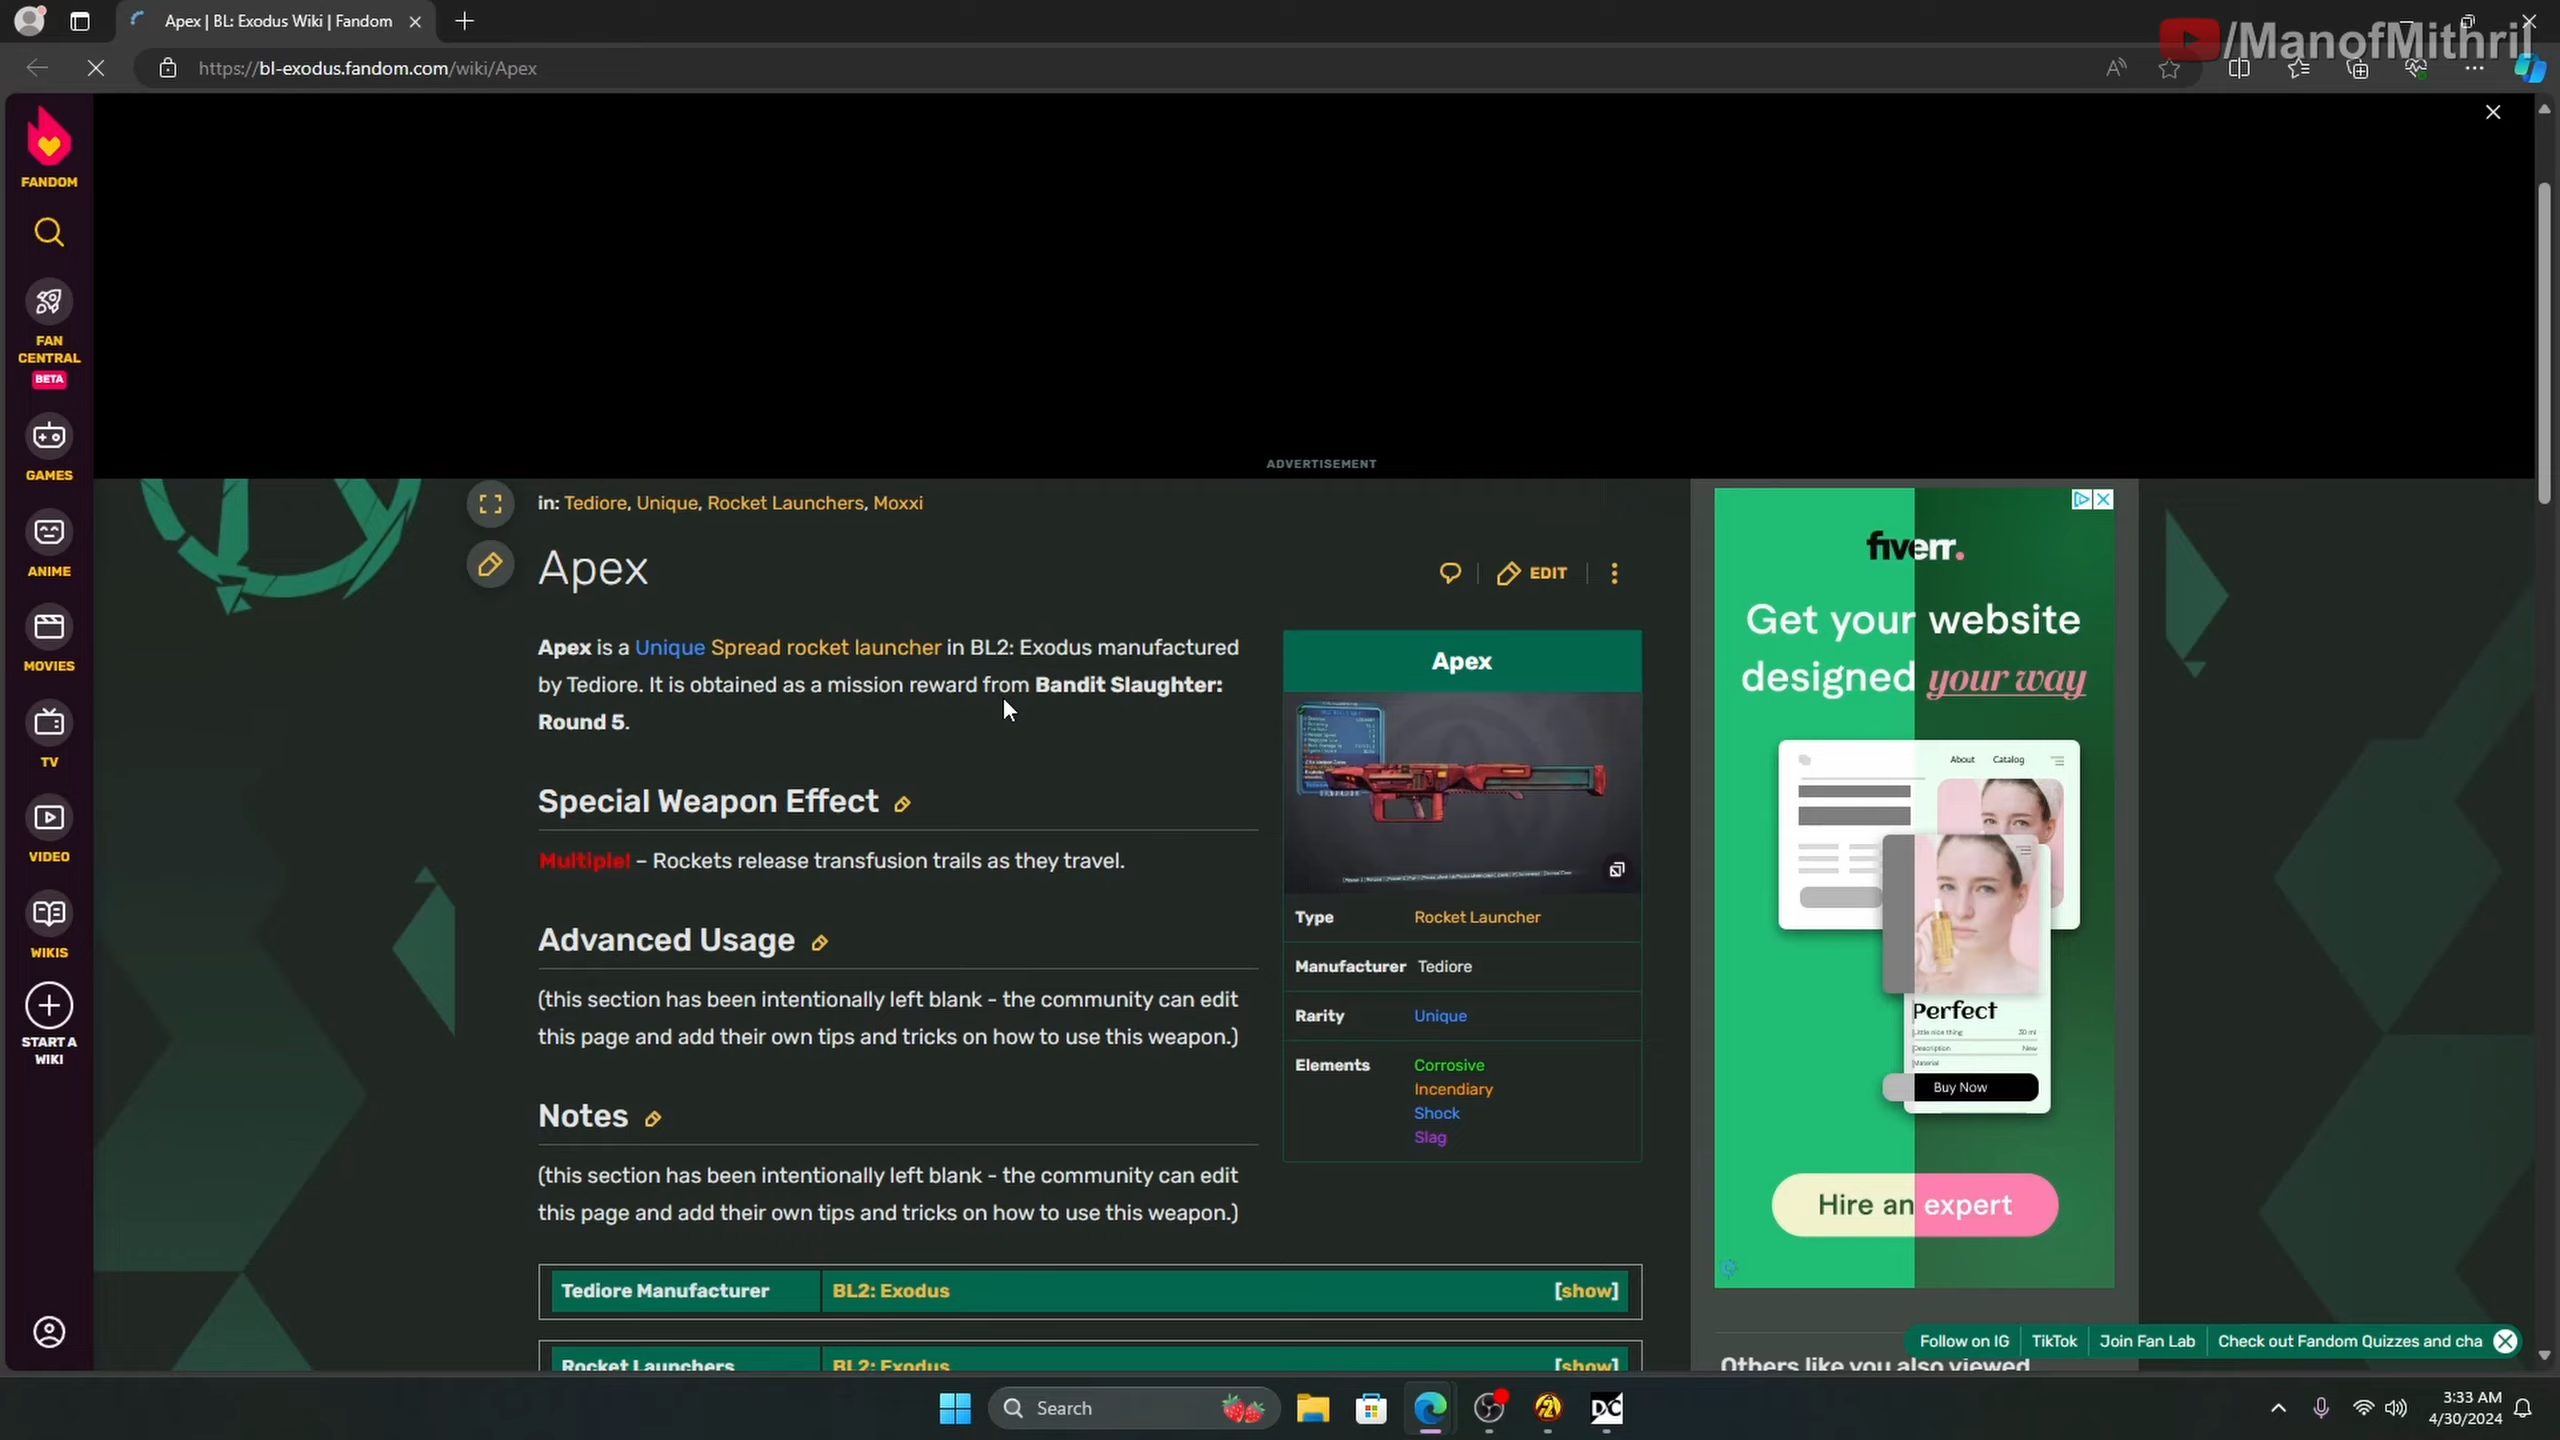 Apex | BL: Exodus Wiki | Fandom
/ManofMithril
https://bl-exodus.fandom.com/wiki/Apex
FANDOM
FAN
CENTRAL
BETA
GAMES
ANIME
MOVIES
TV
VIDEO
WIKIS
START A
WIKI
ADVERTISEMENT
in: Tediore, Unique, Rocket Launchers, Moxxi
Apex
EDIT
Apex is a Unique Spread rocket launcher in BL2: Exodus manufactured
by Tediore. It is obtained as a mission reward from Bandit Slaughter:
Round 5.
Special Weapon Effect
Multiple! – Rockets release transfusion trails as they travel.
Advanced Usage
(this section has been intentionally left blank - the community can edit
this page and add their own tips and tricks on how to use this weapon.)
Notes
(this section has been intentionally left blank - the community can edit
this page and add their own tips and tricks on how to use this weapon.)
Apex
Type Rocket Launcher
Manufacturer Tediore
Rarity Unique
Elements Corrosive
Incendiary
Shock
Slag
Tediore Manufacturer BL2: Exodus [show]
Rocket Launchers BL2: Exodus [show]
fiverr.
Get your website
designed your way
About Catalog
Perfect
Little nice thing 30 ml
Description New
Material
Buy Now
Hire an expert
Others like you also viewed
Follow on IG TikTok Join Fan Lab Check out Fandom Quizzes and cha
Search
DC
3:33 AM
4/30/2024